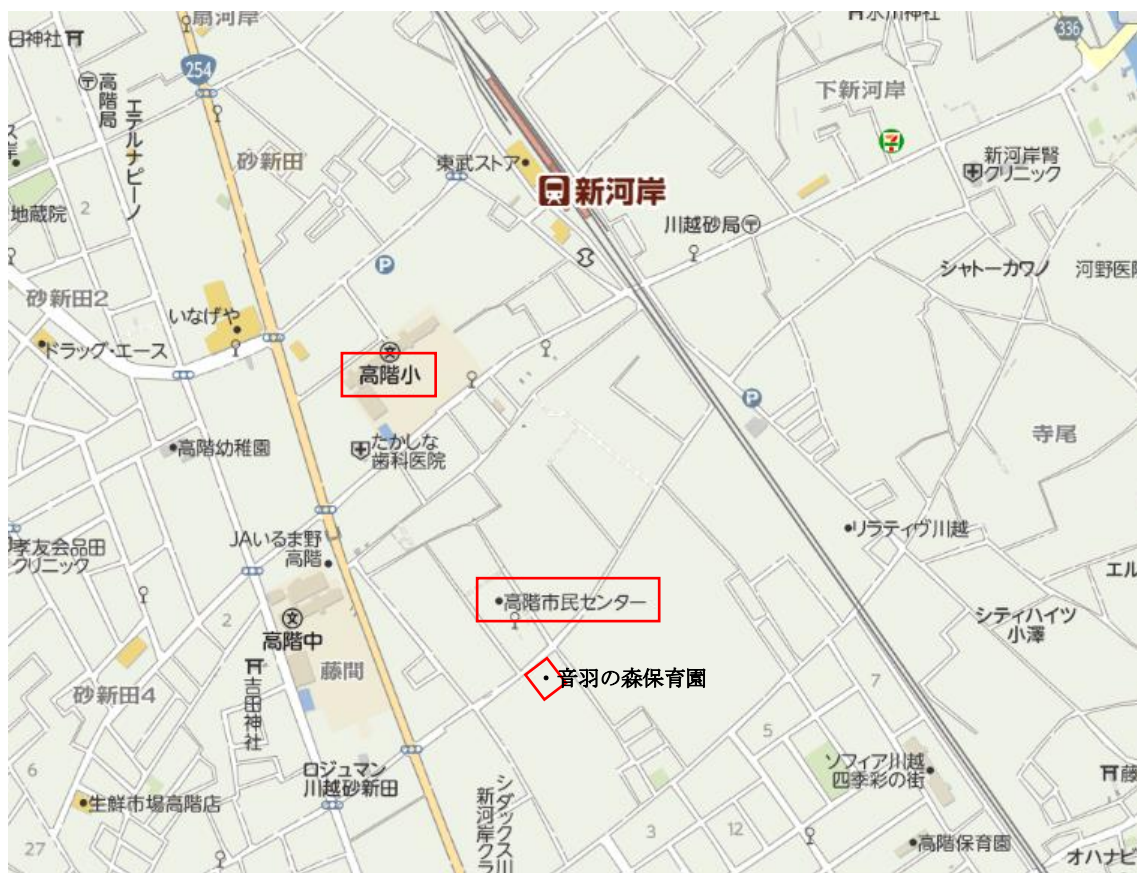 扇河岸
日神社
氷川神社
336
254
高階局
エテルナピーノ
砂新田
東武ストア
新河岸
下新河岸
新河岸腎
クリニック
地蔵院
2
川越砂局
シャトーカワノ
河野医院
砂新田2
いなげや
ドラッグ・エース
文
高階小
P
P
高階幼稚園
たかしな
歯科医院
寺尾
JAいるま野
高階
リラティヴ川越
孝友会品田
クリニック
エル
高階市民センター
2
文
高階中
シティハイツ
小澤
藤間
音羽の森保育園
砂新田4
吉田神社
7
5
6
ロジュマン
川越砂新田
ソフィア川越
四季彩の街
藤
生鮮市場高階店
シダックス川
新河岸クラ
3
12
27
高階保育園
オハナビ